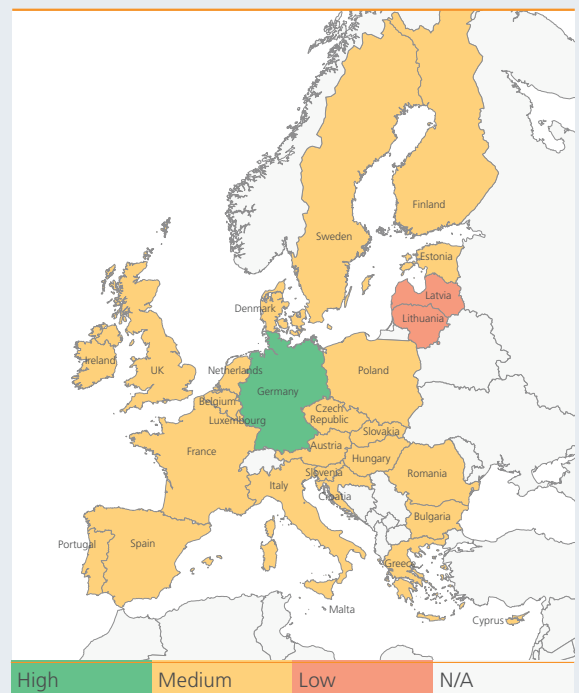 Finland
Sweden
Estonia
Latvia
Denmark
Lithuania
Ireland
UK
Netherlands
Germany
Poland
Belgium
Czech
Republic
Luxembourg
Slovakia
Austria
France
Hungary
Slovenia
Romania
Italy
Croatia
Bulgaria
Portugal
Spain
Greece
Malta
Cyprus
High
Medium
Low
N/A